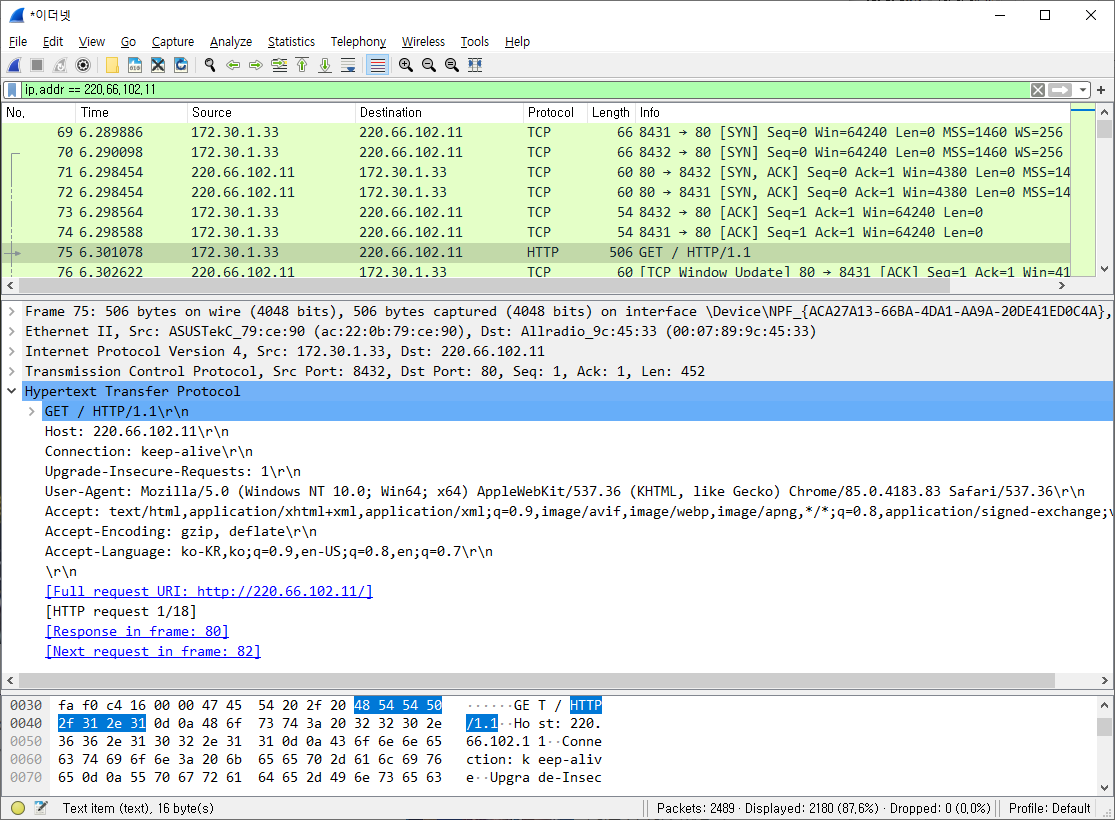 *이더넷
File Edit View Go Capture Analyze Statistics Telephony Wireless Tools Help
ip.addr == 220.66.102.11
No. Time Source Destination Protocol Length Info
69 6.289886 172.30.1.33 220.66.102.11 TCP 66 8431 → 80 [SYN] Seq=0 Win=64240 Len=0 MSS=1460 WS=256
70 6.290098 172.30.1.33 220.66.102.11 TCP 66 8432 → 80 [SYN] Seq=0 Win=64240 Len=0 MSS=1460 WS=256
71 6.298454 220.66.102.11 172.30.1.33 TCP 60 80 → 8432 [SYN, ACK] Seq=0 Ack=1 Win=4380 Len=0 MSS=14
72 6.298454 220.66.102.11 172.30.1.33 TCP 60 80 → 8431 [SYN, ACK] Seq=0 Ack=1 Win=4380 Len=0 MSS=14
73 6.298564 172.30.1.33 220.66.102.11 TCP 54 8432 → 80 [ACK] Seq=1 Ack=1 Win=64240 Len=0
74 6.298588 172.30.1.33 220.66.102.11 TCP 54 8431 → 80 [ACK] Seq=1 Ack=1 Win=64240 Len=0
75 6.301078 172.30.1.33 220.66.102.11 HTTP 506 GET / HTTP/1.1
76 6.302622 220.66.102.11 172.30.1.33 TCP 60 [TCP Window Update] 80 → 8431 [ACK] Seq=1 Ack=1 Win=41
Frame 75: 506 bytes on wire (4048 bits), 506 bytes captured (4048 bits) on interface \Device\NPF_{ACA27A13-66BA-4DA1-AA9A-20DE41ED0C4A},
Ethernet II, Src: ASUSTekC_79:ce:90 (ac:22:0b:79:ce:90), Dst: Allradio_9c:45:33 (00:07:89:9c:45:33)
Internet Protocol Version 4, Src: 172.30.1.33, Dst: 220.66.102.11
Transmission Control Protocol, Src Port: 8432, Dst Port: 80, Seq: 1, Ack: 1, Len: 452
Hypertext Transfer Protocol
GET / HTTP/1.1\r\n
Host: 220.66.102.11\r\n
Connection: keep-alive\r\n
Upgrade-Insecure-Requests: 1\r\n
User-Agent: Mozilla/5.0 (Windows NT 10.0; Win64; x64) AppleWebKit/537.36 (KHTML, like Gecko) Chrome/85.0.4183.83 Safari/537.36\r\n
Accept: text/html,application/xhtml+xml,application/xml;q=0.9,image/avif,image/webp,image/apng,*/*;q=0.8,application/signed-exchange;v
Accept-Encoding: gzip, deflate\r\n
Accept-Language: ko-KR,ko;q=0.9,en-US;q=0.8,en;q=0.7\r\n
\r\n
[Full request URI: http://220.66.102.11/]
[HTTP request 1/18]
[Response in frame: 80]
[Next request in frame: 82]
0030 fa f0 c4 16 00 00 47 45 54 20 2f 20 48 54 54 50 ······GE T / HTTP
0040 2f 31 2e 31 0d 0a 48 6f 73 74 3a 20 32 32 30 2e /1.1··Ho st: 220.
0050 36 36 2e 31 30 32 2e 31 31 0d 0a 43 6f 6e 6e 65 66.102.1 1··Conne
0060 63 74 69 6f 6e 3a 20 6b 65 65 70 2d 61 6c 69 76 ction: k eep-aliv
0070 65 0d 0a 55 70 67 72 61 64 65 2d 49 6e 73 65 63 e··Upgra de-Insec
Text item (text), 16 byte(s) Packets: 2489 · Displayed: 2180 (87,6%) · Dropped: 0 (0,0%) Profile: Default